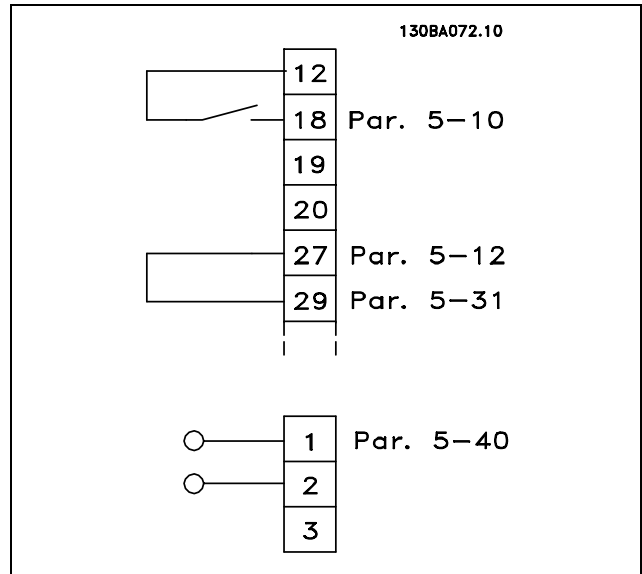 130BA072.10
12
18 Par. 5-10
19
20
27 Par. 5-12
29 Par. 5-31
1 Par. 5-40
2
3